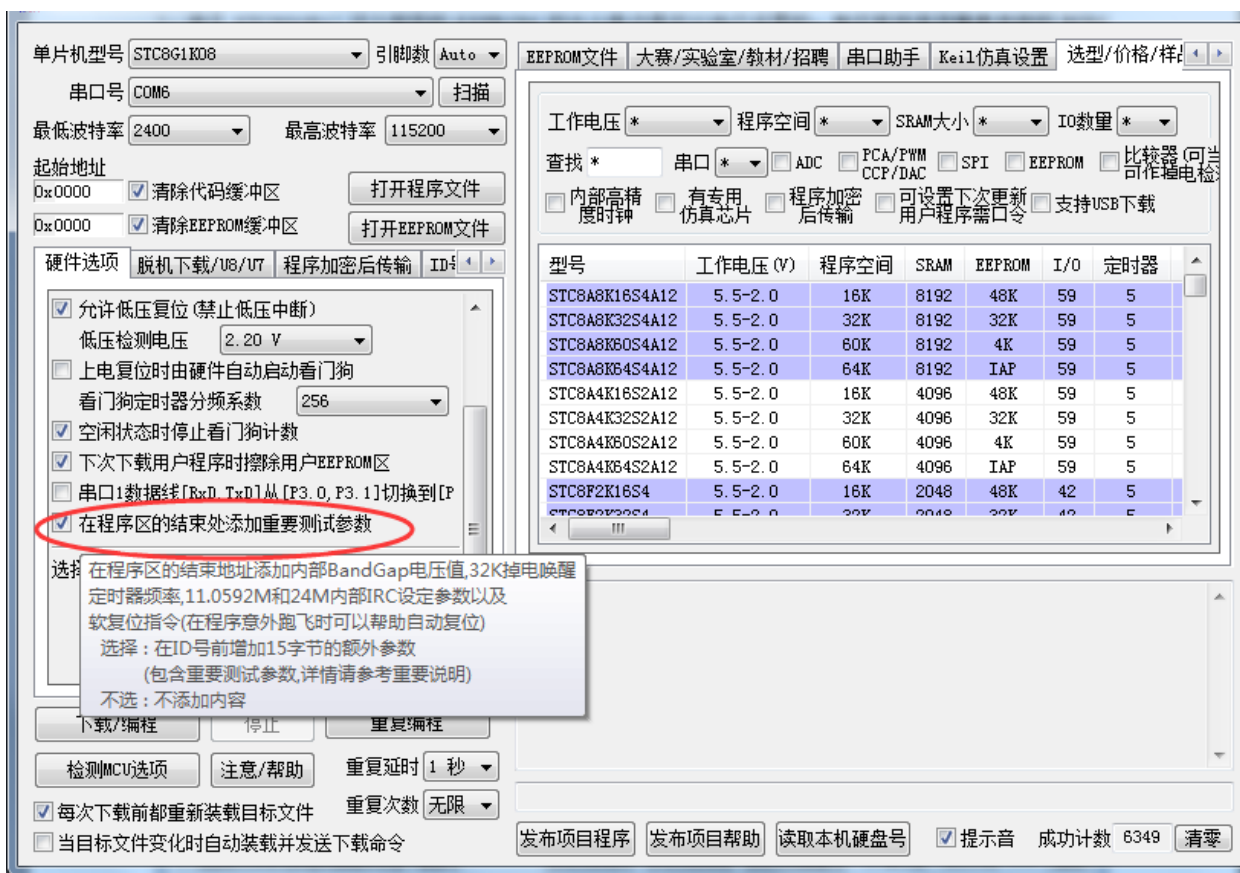 单片机型号 STC8G1K08 引脚数 Auto
串口号 COM6 扫描
最低波特率 2400 最高波特率 115200
起始地址
0x0000 清除代码缓冲区 打开程序文件
0x0000 清除EEPROM缓冲区 打开EEPROM文件
硬件选项 脱机下载/U8/U7 程序加密后传输
允许低压复位(禁止低压中断)
低压检测电压 2.20 V
上电复位时由硬件自动启动看门狗
看门狗定时器分频系数 256
空闲状态时停止看门狗计数
下次下载用户程序时擦除用户EEPROM区
串口1数据线[RxD,TxD]从[P3.0,P3.1]切换到[P
在程序区的结束处添加重要测试参数
选择
在程序区的结束地址添加内部BandGap电压值,32K掉电唤醒
定时器频率,11.0592M和24M内部IRC设定参数以及
软复位指令(在程序意外跑飞时可以帮助自动复位)
选择：在ID号前增加15字节的额外参数
(包含重要测试参数,详情请参考重要说明)
不选：不添加内容
下载/编程 停止 重复编程
检测MCU选项 注意/帮助 重复延时 1 秒
每次下载前都重新装载目标文件 重复次数 无限
当目标文件变化时自动装载并发送下载命令
EEPROM文件 大赛/实验室/教材/招聘 串口助手 Keil仿真设置 选型/价格/样品
工作电压 * 程序空间 * SRAM大小 * IO数量 *
查找 * 串口 * ADC PCA/PWM CCP/DAC SPI EEPROM 比较器(可当 可作掉电检
内部高精度时钟 有专用仿真芯片 程序加密后传输 可设置下次更新用户程序需口令 支持USB下载
型号 工作电压(V) 程序空间 SRAM EEPROM I/O 定时器
STC8A8K16S4A12 5.5-2.0 16K 8192 48K 59 5
STC8A8K32S4A12 5.5-2.0 32K 8192 32K 59 5
STC8A8K60S4A12 5.5-2.0 60K 8192 4K 59 5
STC8A8K64S4A12 5.5-2.0 64K 8192 IAP 59 5
STC8A4K16S2A12 5.5-2.0 16K 4096 48K 59 5
STC8A4K32S2A12 5.5-2.0 32K 4096 32K 59 5
STC8A4K60S2A12 5.5-2.0 60K 4096 4K 59 5
STC8A4K64S2A12 5.5-2.0 64K 4096 IAP 59 5
STC8F2K16S4 5.5-2.0 16K 2048 48K 42 5
STC8F2K32S4 5.5-2.0 32K 2048 32K 42 5
发布项目程序 发布项目帮助 读取本机硬盘号 提示音 成功计数 6349 清零